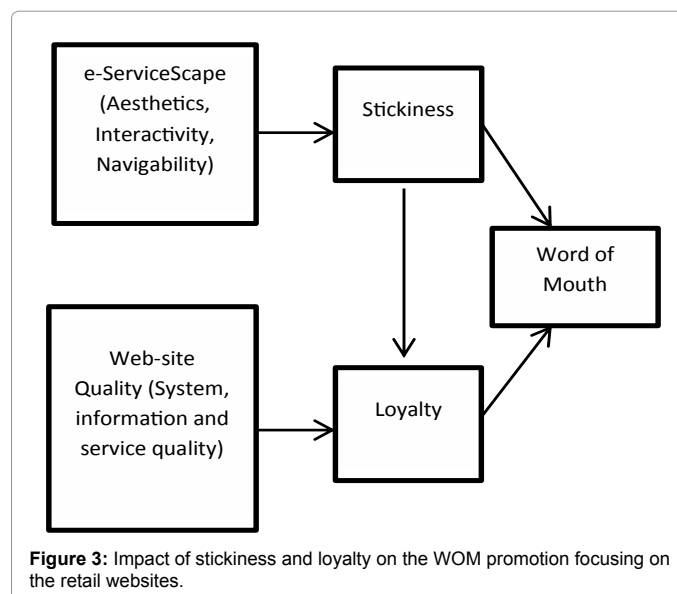 e-ServiceScape
(Aesthetics,
Interactivity,
Navigability)
Stickiness
Word of
Mouth
Web-site
Quality (System,
information and
service quality)
Loyalty
Figure 3: Impact of stickiness and loyalty on the WOM promotion focusing on
the retail websites.